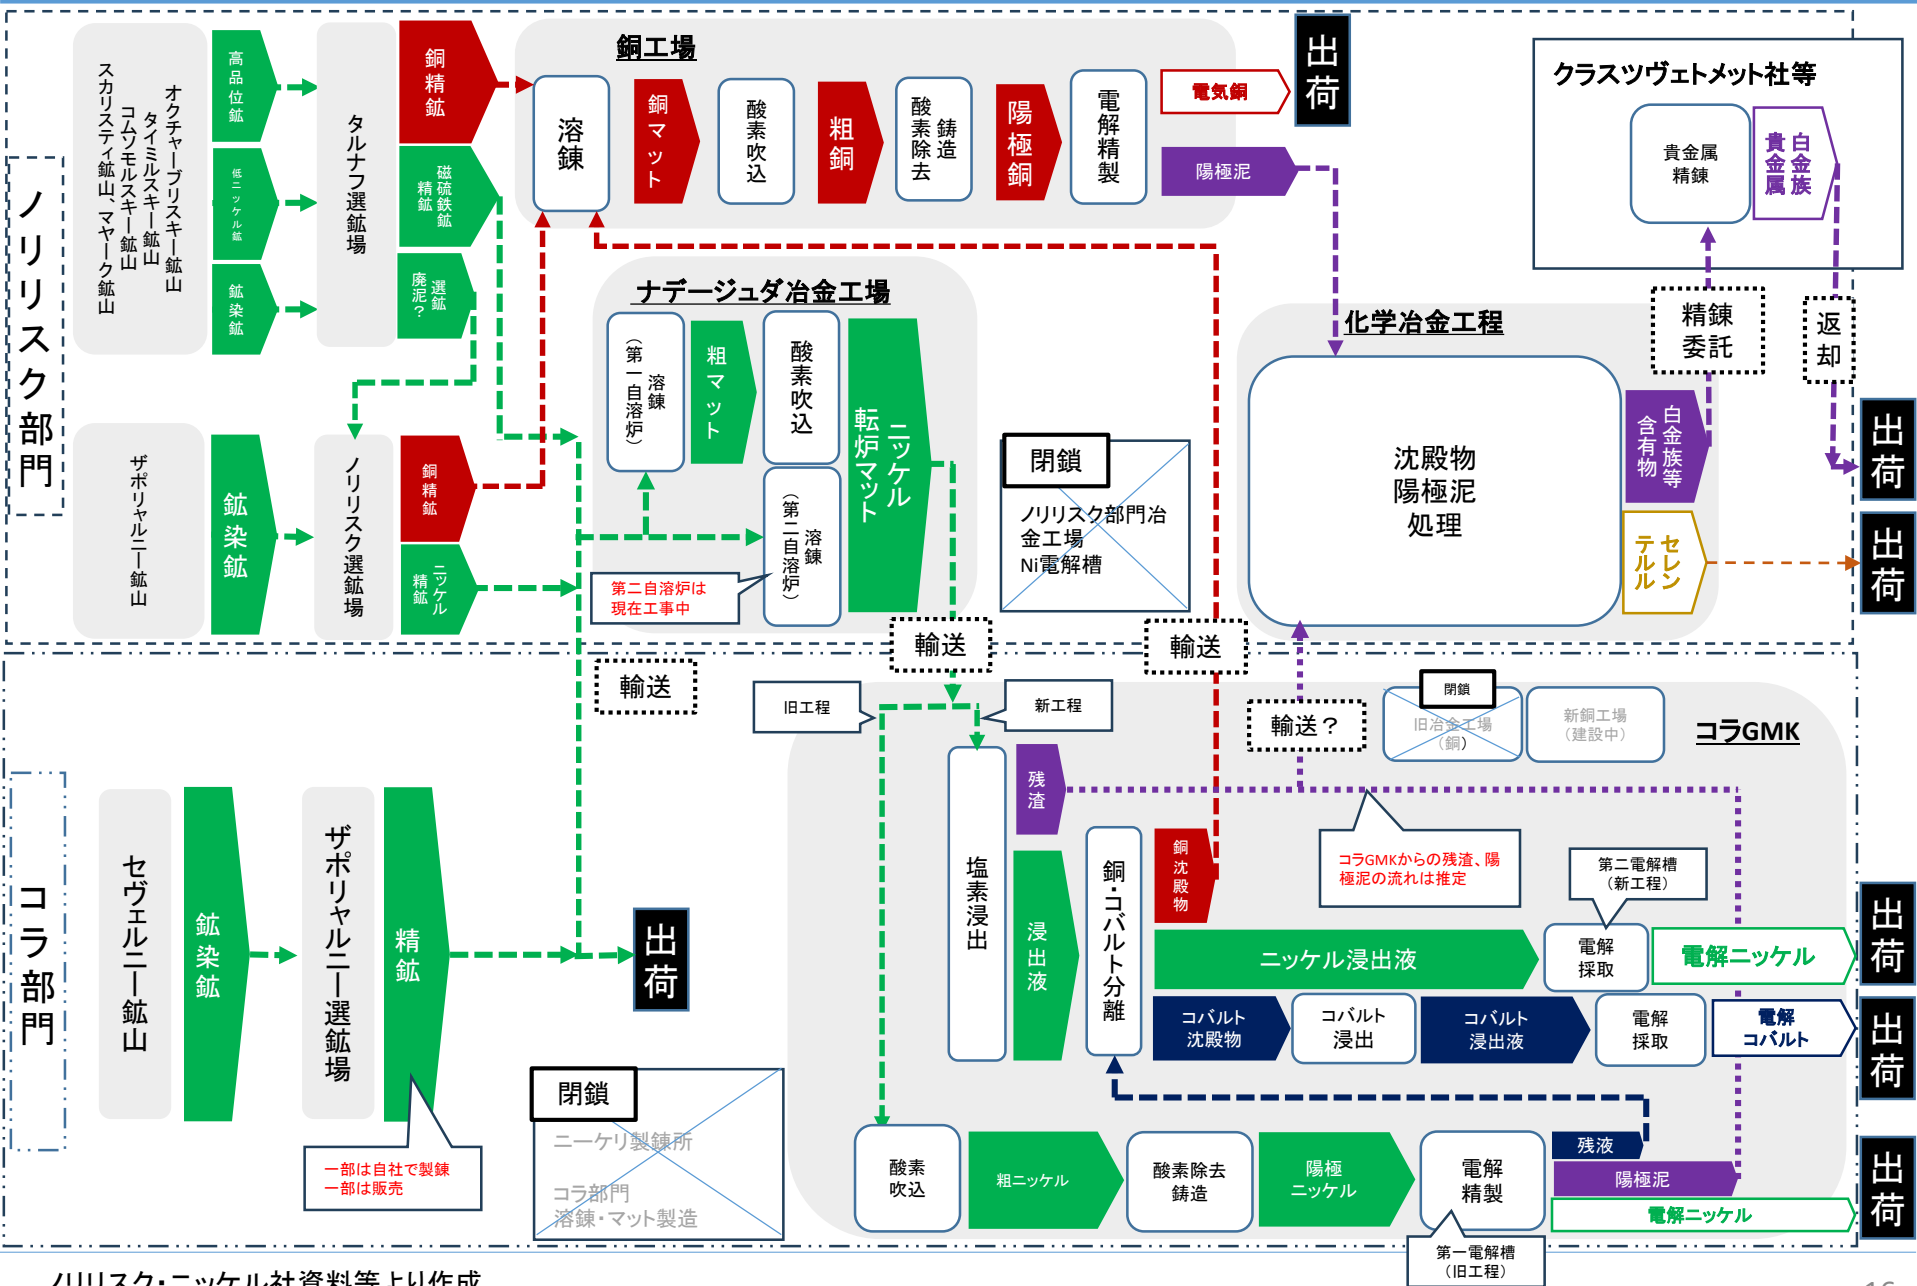 ノリリスク部門
オクチャーブリスキー鉱山
タイミルスキー鉱山
コムソモルスキー鉱山
スカリスティ鉱山、マヤーク鉱山
高品位鉱
低ニッケル鉱
鉱染鉱
タルナフ選鉱場
銅精鉱
磁硫鉄鉱
精鉱
選鉱
廃泥？
ザポリャルニー鉱山
鉱染鉱
ノリリスク選鉱場
銅精鉱
ニッケル
精鉱
銅工場
溶錬
銅マット
酸素吹込
粗銅
鋳造
酸素除去
陽極銅
電解精製
電気銅
陽極泥
出荷
ナデージュダ冶金工場
溶錬
（第一自溶炉）
粗マット
酸素吹込
溶錬
（第二自溶炉）
ニッケル
転炉マット
第二自溶炉は
現在工事中
閉鎖
ノリリスク部門冶
金工場
Ni電解槽
クラスツヴェトメット社等
貴金属
精錬
白金族
貴金属
化学冶金工程
沈殿物
陽極泥
処理
白金族等
含有物
セレン
テルル
精錬
委託
返却
出荷
出荷
輸送
輸送
輸送
輸送？
コラ部門
セヴェルニー鉱山
鉱染鉱
ザポリャルニー選鉱場
精鉱
一部は自社で製錬
一部は販売
出荷
閉鎖
ニーケリ製錬所
コラ部門
溶錬・マット製造
コラGMK
旧工程
新工程
閉鎖
旧冶金工場
（銅）
新銅工場
（建設中）
塩素浸出
残渣
浸出液
銅・コバルト分離
銅沈殿物
コラGMKからの残渣、陽
極泥の流れは推定
第二電解槽
（新工程）
ニッケル浸出液
電解
採取
電解ニッケル
出荷
コバルト
沈殿物
コバルト
浸出
コバルト
浸出液
電解
採取
電解
コバルト
出荷
酸素
吹込
粗ニッケル
酸素除去
鋳造
陽極
ニッケル
電解
精製
残液
陽極泥
電解ニッケル
出荷
第一電解槽
（旧工程）
ノリリスク・ニッケル社資料等より作成
16